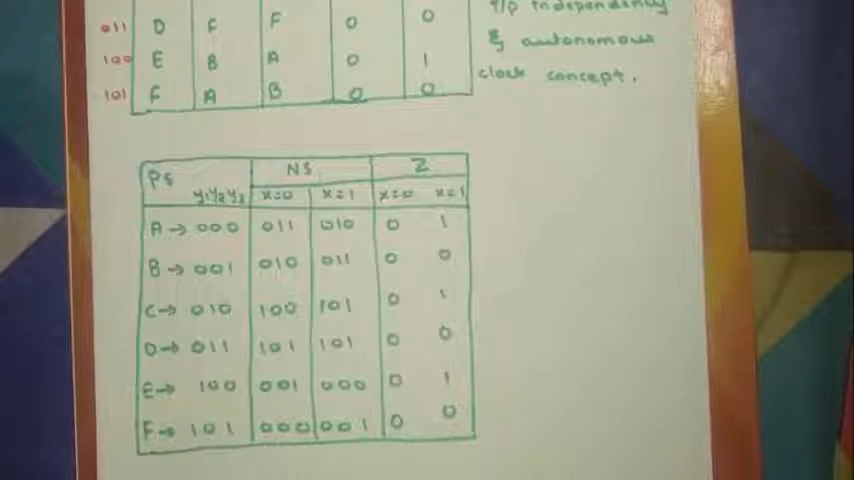 I/p independency
011 D F F 0 0
& autonomous
100 E B A 0 1
clock concept.
101 F A B 0 0
PS NS Z
y1y2y3 x=0 x=1 x=0 x=1
A→ 000 011 010 0 1
B→ 001 010 011 0 0
C→ 010 100 101 0 1
D→ 011 101 101 0 0
E→ 100 001 000 0 1
F→ 101 000 001 0 0